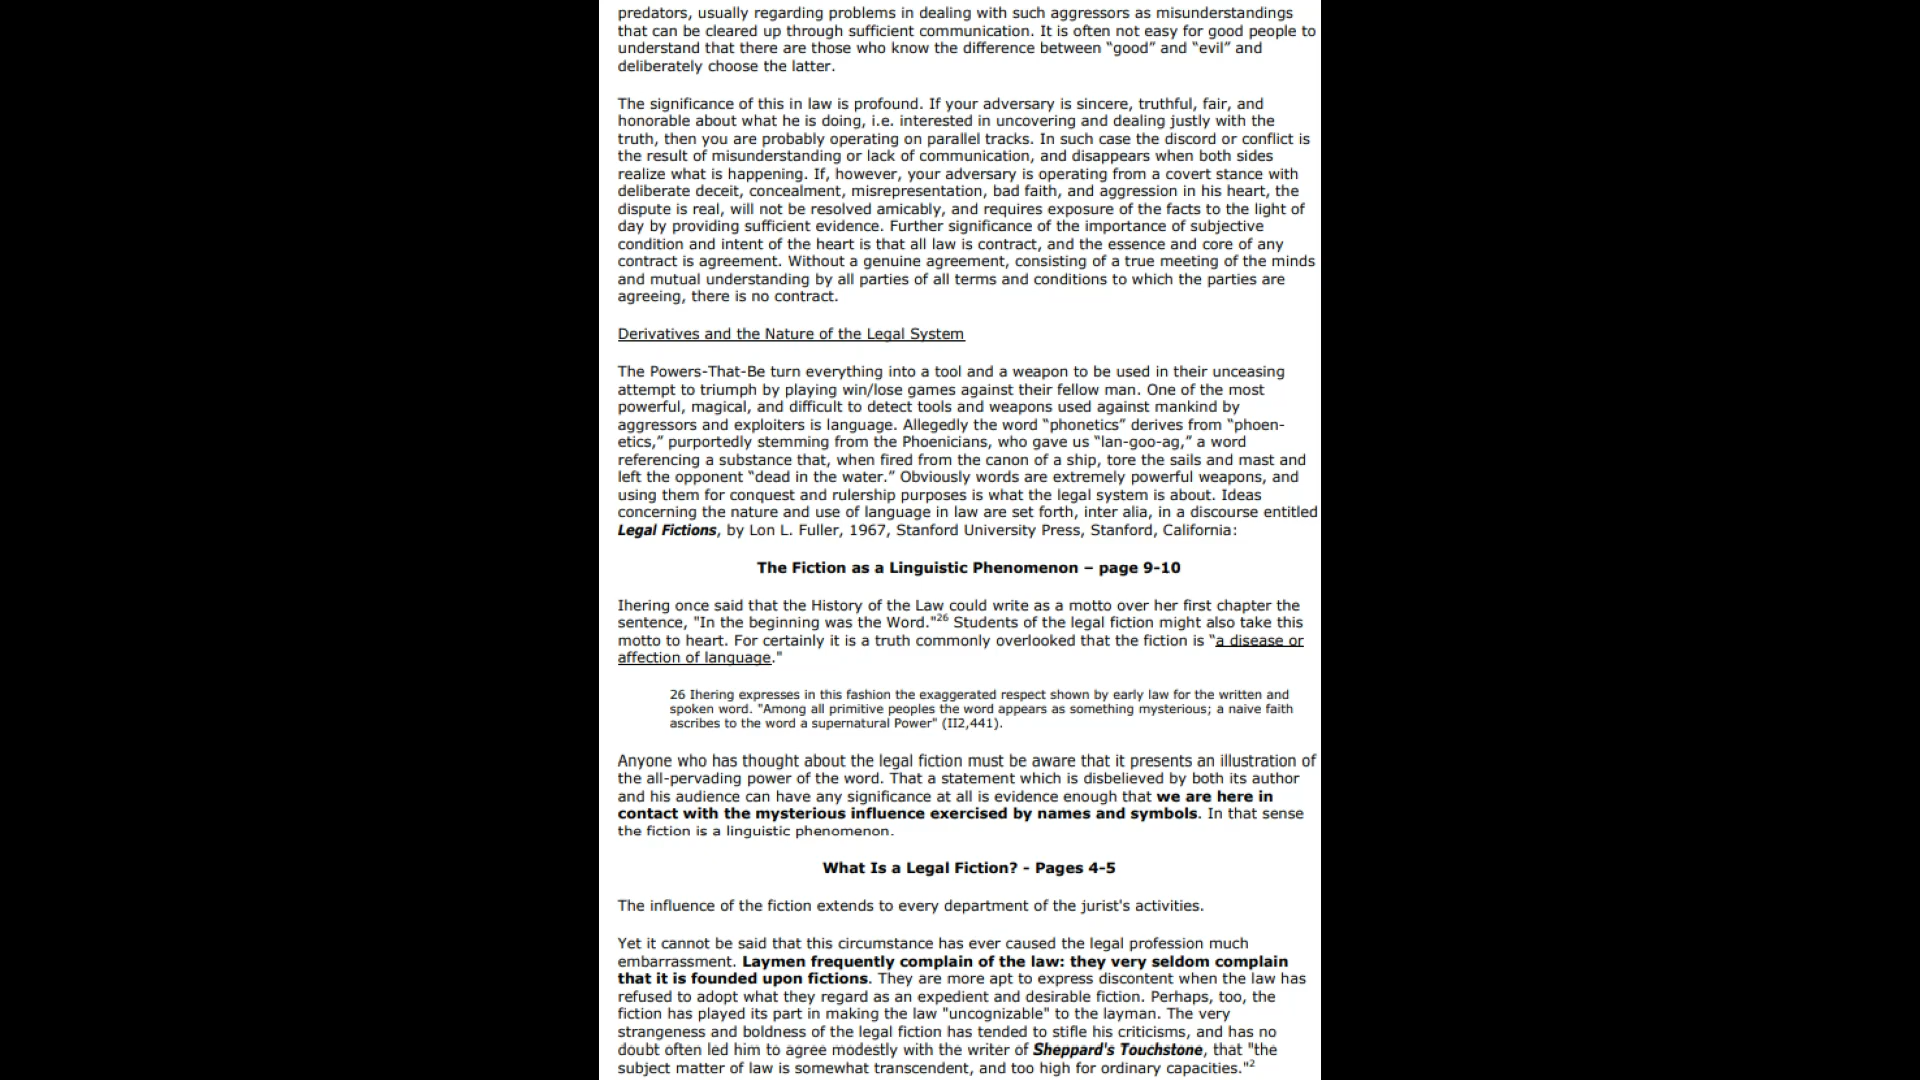 predators, usually regarding problems in dealing with such aggressors as misunderstandings
that can be cleared up through sufficient communication. It is often not easy for good people to
understand that there are those who know the difference between “good” and “evil” and
deliberately choose the latter.
The significance of this in law is profound. If your adversary is sincere, truthful, fair, and
honorable about what he is doing, i.e. interested in uncovering and dealing justly with the
truth, then you are probably operating on parallel tracks. In such case the discord or conflict is
the result of misunderstanding or lack of communication, and disappears when both sides
realize what is happening. If, however, your adversary is operating from a covert stance with
deliberate deceit, concealment, misrepresentation, bad faith, and aggression in his heart, the
dispute is real, will not be resolved amicably, and requires exposure of the facts to the light of
day by providing sufficient evidence. Further significance of the importance of subjective
condition and intent of the heart is that all law is contract, and the essence and core of any
contract is agreement. Without a genuine agreement, consisting of a true meeting of the minds
and mutual understanding by all parties of all terms and conditions to which the parties are
agreeing, there is no contract.
Derivatives and the Nature of the Legal System
The Powers-That-Be turn everything into a tool and a weapon to be used in their unceasing
attempt to triumph by playing win/lose games against their fellow man. One of the most
powerful, magical, and difficult to detect tools and weapons used against mankind by
aggressors and exploiters is language. Allegedly the word “phonetics” derives from “phoen-
etics,” purportedly stemming from the Phoenicians, who gave us “lan-goo-ag,” a word
referencing a substance that, when fired from the canon of a ship, tore the sails and mast and
left the opponent “dead in the water.” Obviously words are extremely powerful weapons, and
using them for conquest and rulership purposes is what the legal system is about. Ideas
concerning the nature and use of language in law are set forth, inter alia, in a discourse entitled
Legal Fictions, by Lon L. Fuller, 1967, Stanford University Press, Stanford, California:
The Fiction as a Linguistic Phenomenon – page 9-10
Ihering once said that the History of the Law could write as a motto over her first chapter the
sentence, "In the beginning was the Word."26 Students of the legal fiction might also take this
motto to heart. For certainly it is a truth commonly overlooked that the fiction is “a disease or
affection of language."
26 Ihering expresses in this fashion the exaggerated respect shown by early law for the written and
spoken word. "Among all primitive peoples the word appears as something mysterious; a naive faith
ascribes to the word a supernatural Power" (II2,441).
Anyone who has thought about the legal fiction must be aware that it presents an illustration of
the all-pervading power of the word. That a statement which is disbelieved by both its author
and his audience can have any significance at all is evidence enough that we are here in
contact with the mysterious influence exercised by names and symbols. In that sense
the fiction is a linguistic phenomenon.
What Is a Legal Fiction? - Pages 4-5
The influence of the fiction extends to every department of the jurist's activities.
Yet it cannot be said that this circumstance has ever caused the legal profession much
embarrassment. Laymen frequently complain of the law: they very seldom complain
that it is founded upon fictions. They are more apt to express discontent when the law has
refused to adopt what they regard as an expedient and desirable fiction. Perhaps, too, the
fiction has played its part in making the law "uncognizable" to the layman. The very
strangeness and boldness of the legal fiction has tended to stifle his criticisms, and has no
doubt often led him to agree modestly with the writer of Sheppard's Touchstone, that "the
subject matter of law is somewhat transcendent, and too high for ordinary capacities."2